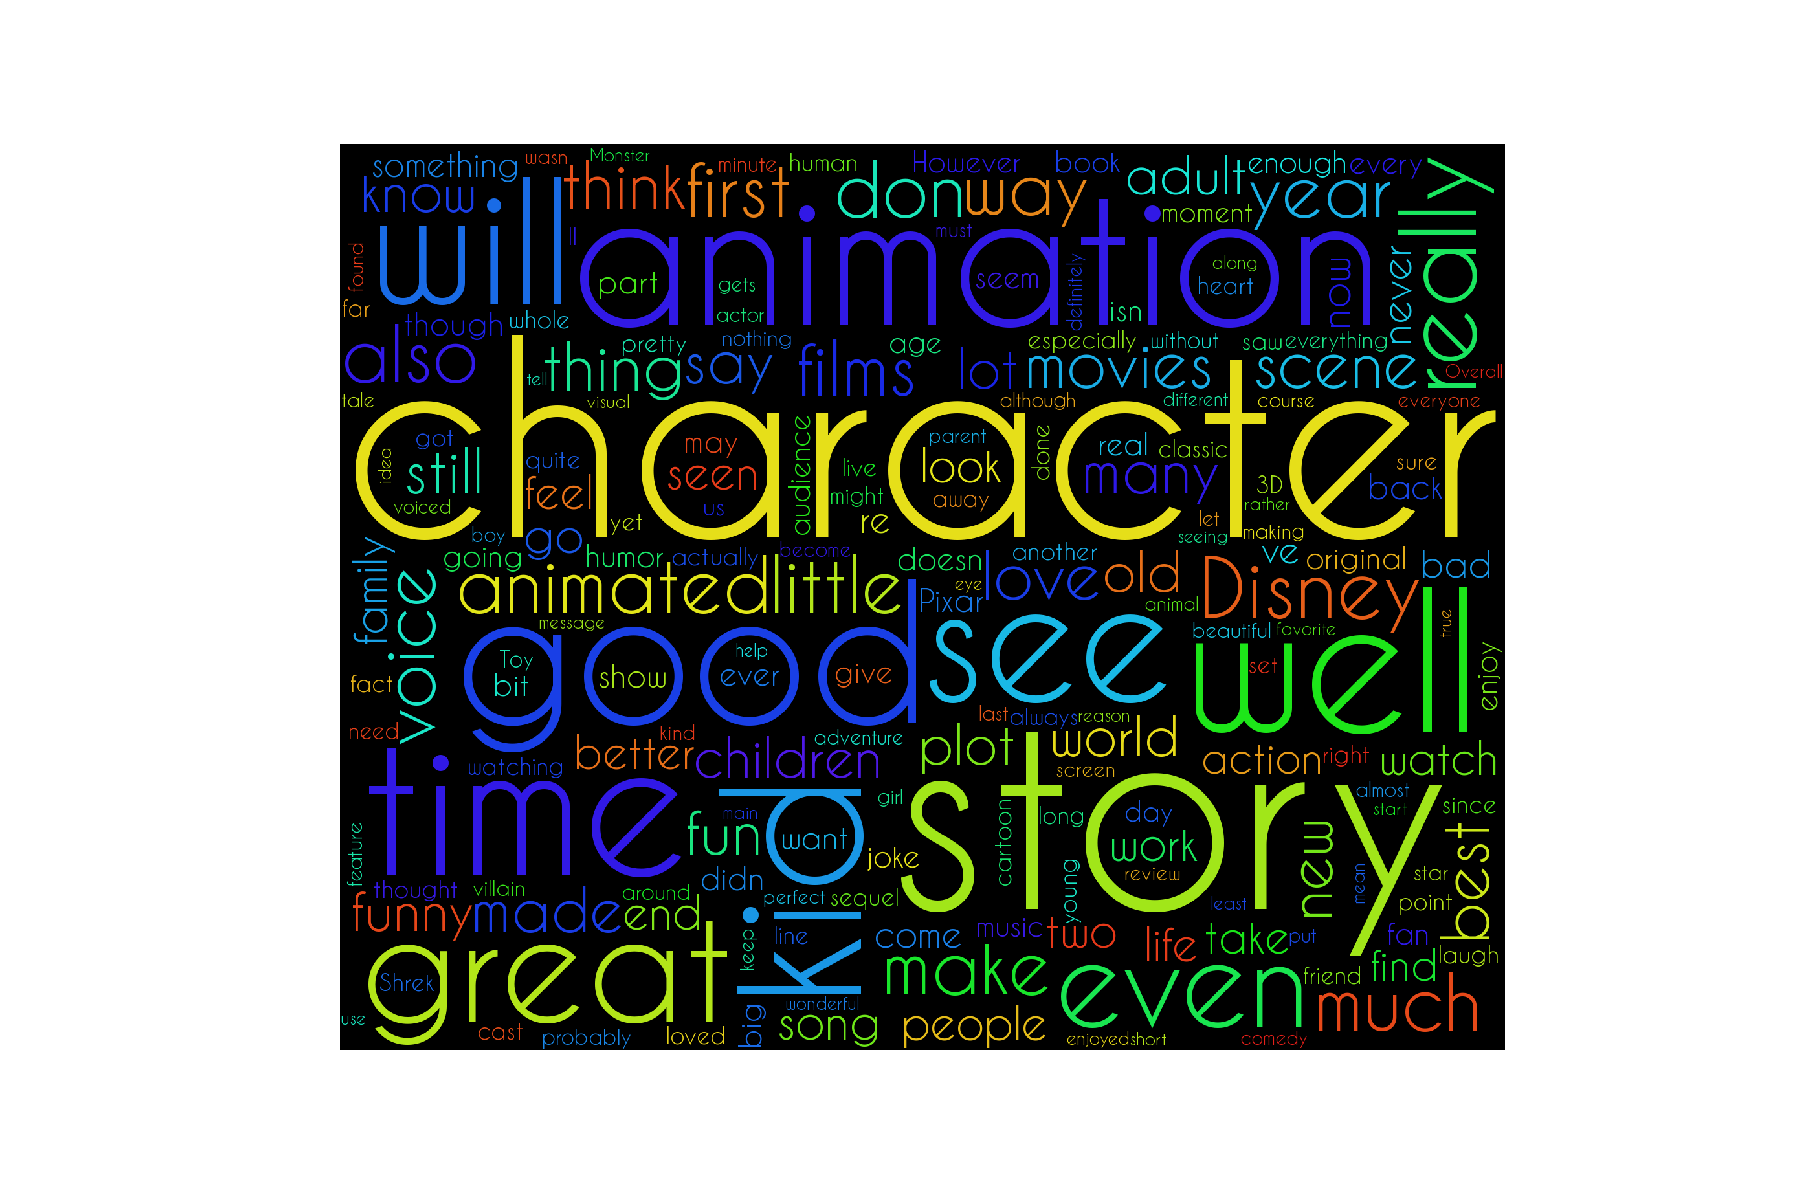 something
wasn
Monster
minute
human
However
book
adult
enough
every
know
will
think
first
don
way
year
moment
really
ll
animation
must
found
part
gets
seem
along
heart
now
never
far
actor
definitely
isn
though
whole
nothing
also
thing
pretty
say
films
age
lot
especially
without
saw
everything
movies
scene
Overall
tell
tale
visual
although
different
course
everyone
character
got
idea
still
voiced
quite
feel
may
seen
us
audience
live
might
re
parent
look
away
done
real
classic
many
let
3D
rather
sure
back
yet
boy
go
going
humor
actually
become
doesn
another
seeing
making
ve
original
bad
family
voice
animated
little
eye
Pixar
love
old
animal
Disney
message
beautiful
favorite
true
good
see
well
Toy
bit
show
help
ever
give
set
enjoy
fact
need
kind
last
always
reason
better
children
adventure
plot
world
action
right
watch
watching
screen
time
kid
story
almost
start
since
girl
main
fun
want
joke
cartoon
long
day
work
review
young
new
mean
best
feature
thought
villain
around
didn
perfect
sequel
least
star
point
funny
made
end
keep
line
come
music
two
life
take
put
fan
laugh
great
Shrek
make
even
friend
find
much
use
cast
probably
loved
big
wonderful
song
people
enjoyed
short
comedy